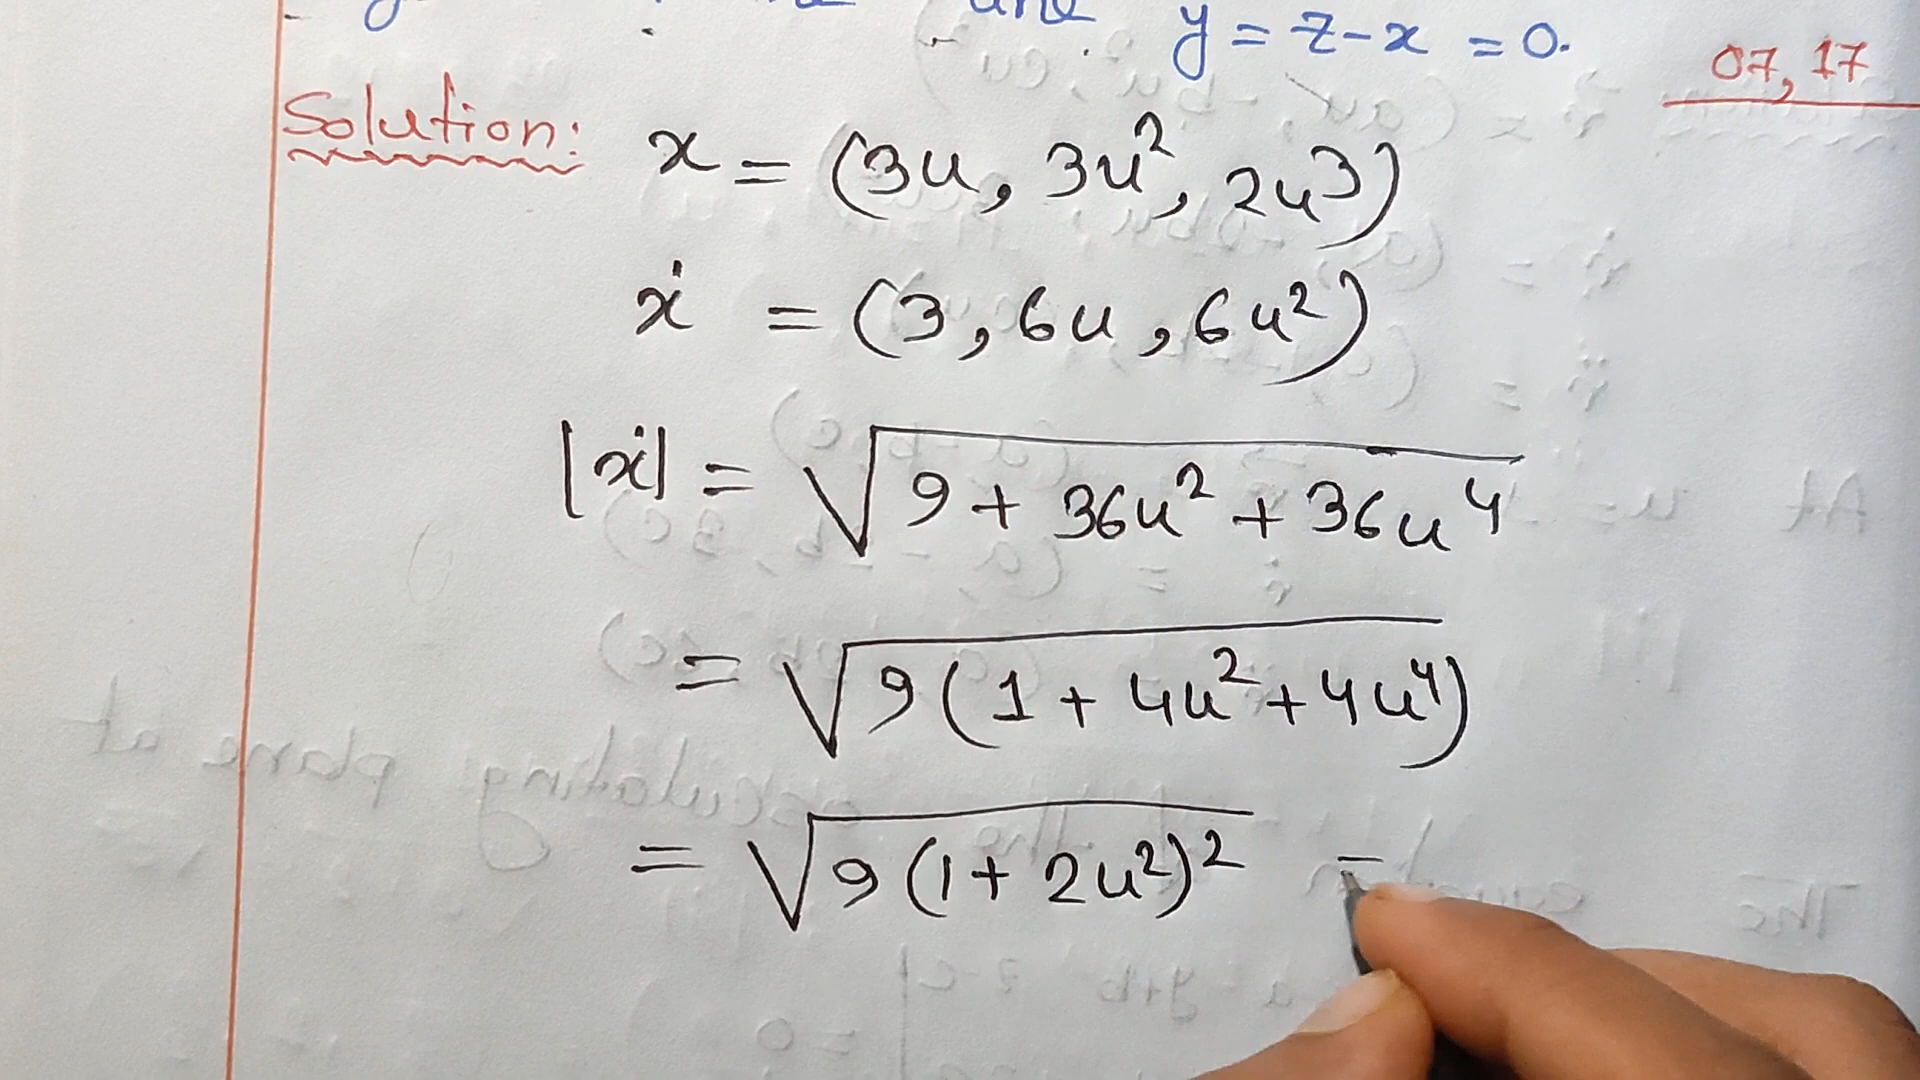 y = z - x = 0.
07, 17
Solution: x = (3u, 3u², 2u³)
ẋ = (3, 6u, 6u²)
|ẋ| = √9 + 36u² + 36u⁴
= √9(1 + 4u² + 4u⁴)
= √9(1 + 2u²)² =